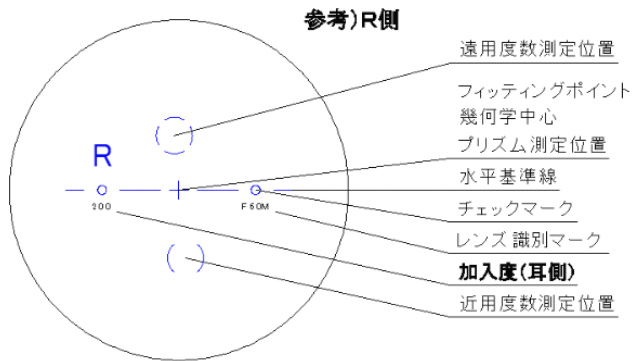 参考)R側
遠用度数測定位置
フィッティングポイント
幾何学中心
プリズム測定位置
水平基準線
チェックマーク
レンズ識別マーク
加入度(耳側)
近用度数測定位置
R
200
F60M